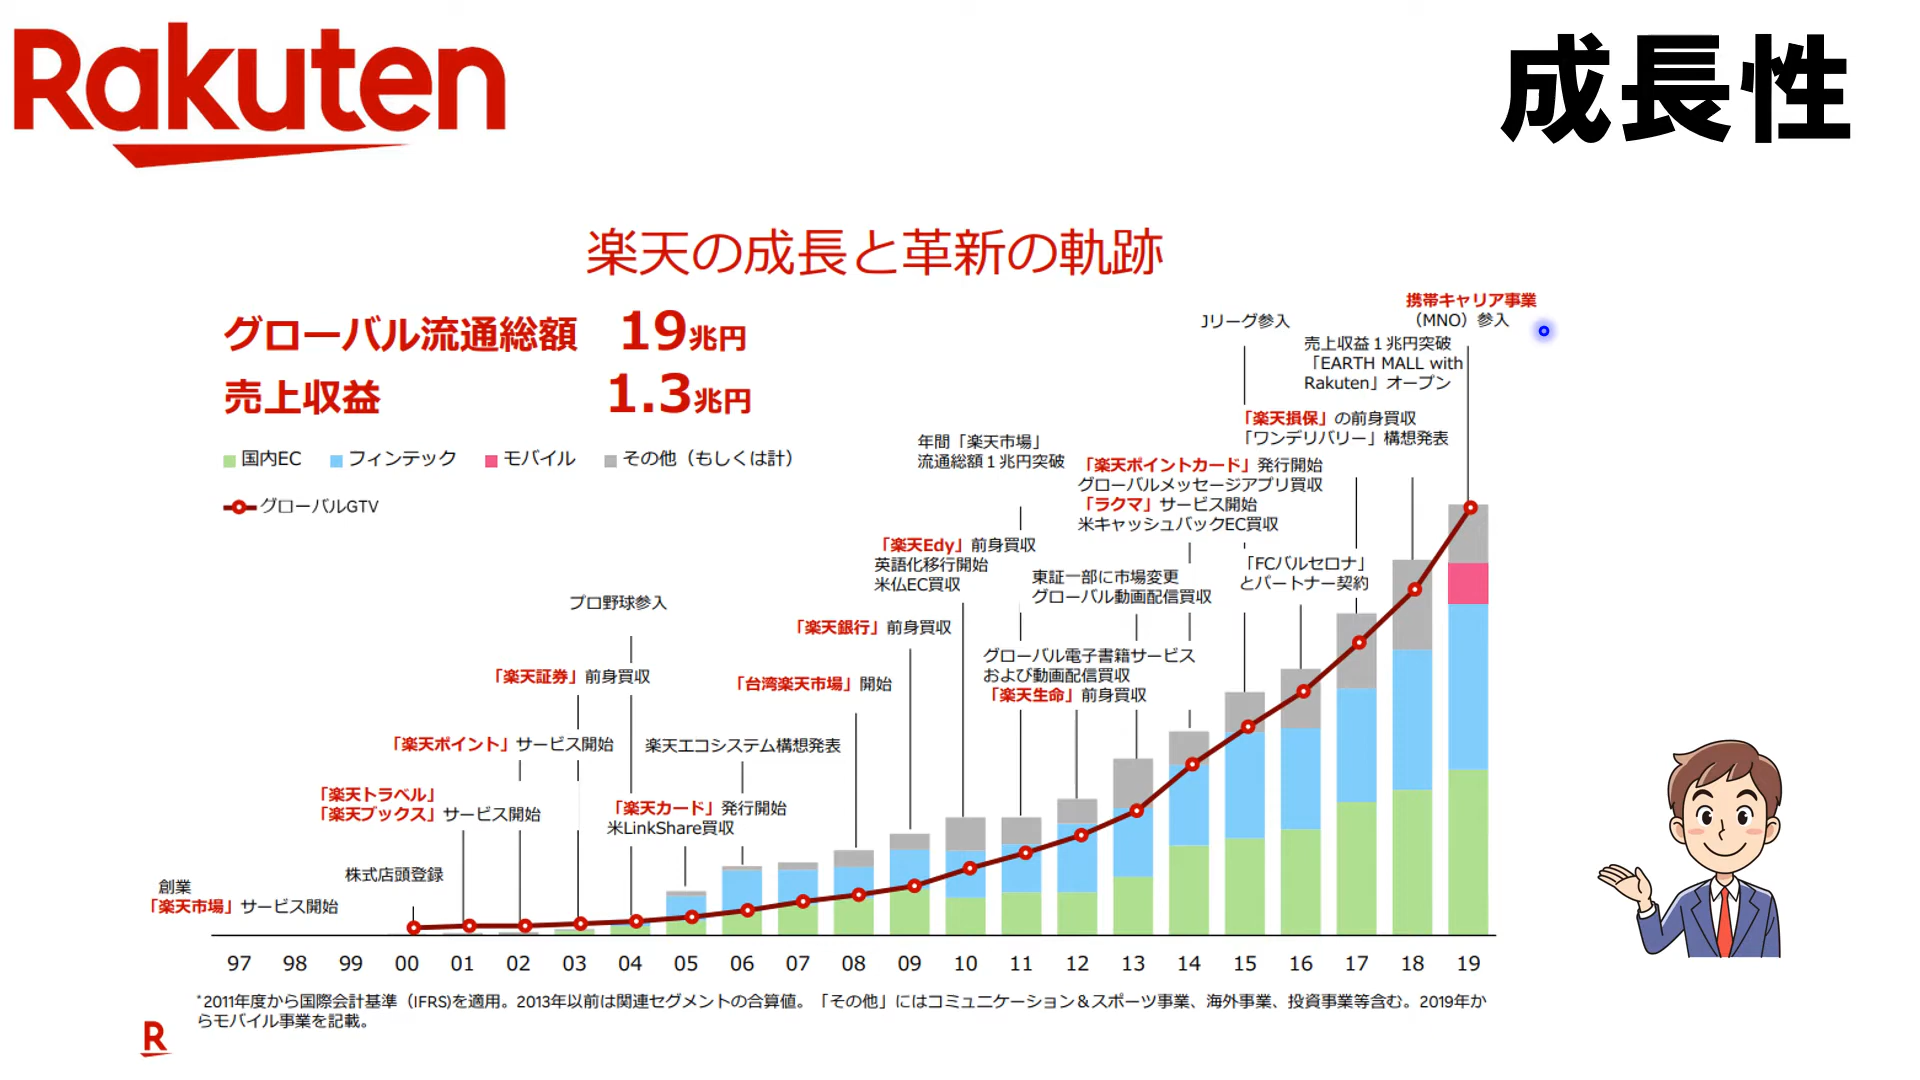 Rakuten
成長性
楽天の成長と革新の軌跡
グローバル流通総額 19兆円
売上収益 1.3兆円
国内EC フィンテック モバイル その他（もしくは計）
グローバルGTV
創業
「楽天市場」サービス開始
株式店頭登録
「楽天トラベル」
「楽天ブックス」サービス開始
「楽天ポイント」サービス開始
「楽天証券」前身買収
プロ野球参入
「楽天カード」発行開始
米LinkShare買収
楽天エコシステム構想発表
「台湾楽天市場」開始
「楽天銀行」前身買収
「楽天Edy」前身買収
英語化移行開始
米仏EC買収
年間「楽天市場」
流通総額１兆円突破
グローバル電子書籍サービス
および動画配信買収
「楽天生命」前身買収
東証一部に市場変更
グローバル動画配信買収
「楽天ポイントカード」発行開始
グローバルメッセージアプリ買収
「ラクマ」サービス開始
米キャッシュバックEC買収
Jリーグ参入
「FCバルセロナ」
とパートナー契約
「楽天損保」の前身買収
「ワンデリバリー」構想発表
売上収益１兆円突破
「EARTH MALL with
Rakuten」オープン
携帯キャリア事業
（MNO）参入
97 98 99 00 01 02 03 04 05 06 07 08 09 10 11 12 13 14 15 16 17 18 19
*2011年度から国際会計基準（IFRS)を適用。2013年以前は関連セグメントの合算値。「その他」にはコミュニケーション＆スポーツ事業、海外事業、投資事業等含む。2019年か
らモバイル事業を記載。
R